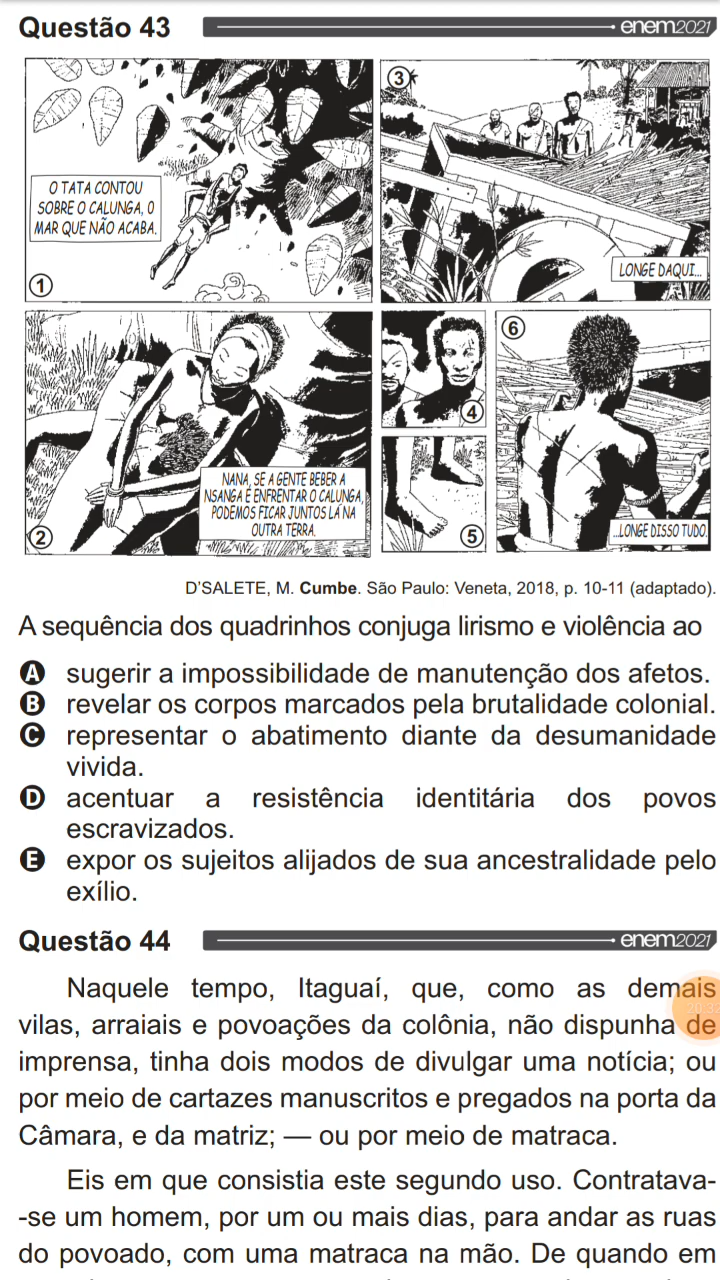 Questão 43
enem2021
O TATA CONTOU
SOBRE O CALUNGA, O
MAR QUE NÃO ACABA.
1
NANA, SE A GENTE BEBER A
NSANGA E ENFRENTAR O CALUNGA,
PODEMOS FICAR JUNTOS LÁ NA
OUTRA TERRA.
2
3
LONGE DAQUI...
4
5
6
...LONGE DISSO TUDO.
D'SALETE, M. Cumbe. São Paulo: Veneta, 2018, p. 10-11 (adaptado).
A sequência dos quadrinhos conjuga lirismo e violência ao
A sugerir a impossibilidade de manutenção dos afetos.
B revelar os corpos marcados pela brutalidade colonial.
C representar o abatimento diante da desumanidade
vivida.
D acentuar a resistência identitária dos povos
escravizados.
E expor os sujeitos alijados de sua ancestralidade pelo
exílio.
Questão 44
enem2021
Naquele tempo, Itaguaí, que, como as demais
vilas, arraiais e povoações da colônia, não dispunha de
imprensa, tinha dois modos de divulgar uma notícia; ou
por meio de cartazes manuscritos e pregados na porta da
Câmara, e da matriz; — ou por meio de matraca.
Eis em que consistia este segundo uso. Contratava-
-se um homem, por um ou mais dias, para andar as ruas
do povoado, com uma matraca na mão. De quando em